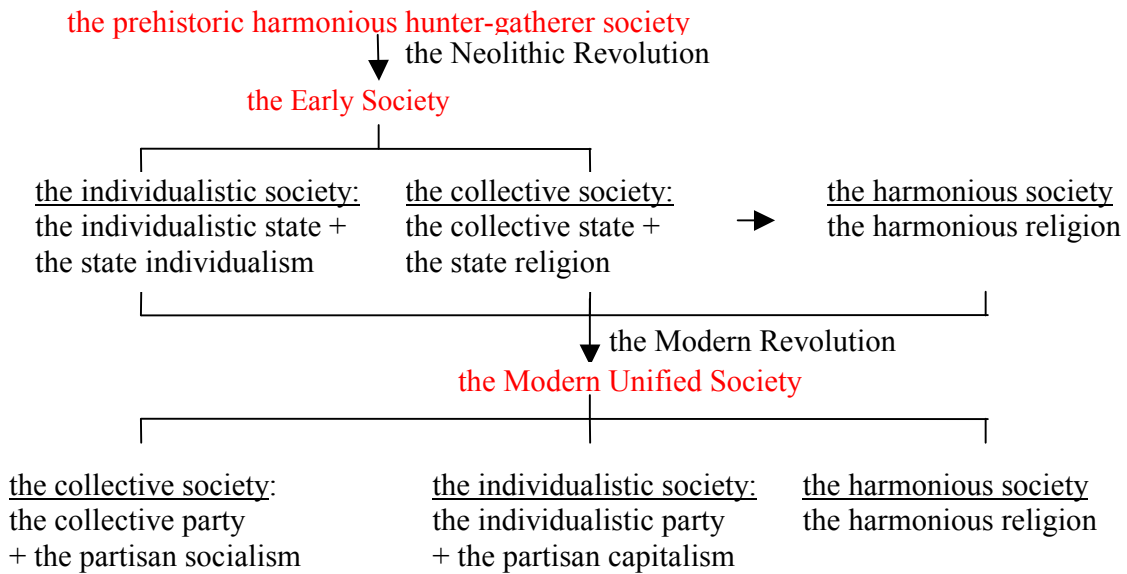 the prehistoric harmonious hunter-gatherer society
the Neolithic Revolution
the Early Society
the individualistic society:
the individualistic state +
the state individualism
the collective society:
the collective state +
the state religion
the harmonious society
the harmonious religion
the Modern Revolution
the Modern Unified Society
the collective society:
the collective party
+ the partisan socialism
the individualistic society:
the individualistic party
+ the partisan capitalism
the harmonious society
the harmonious religion